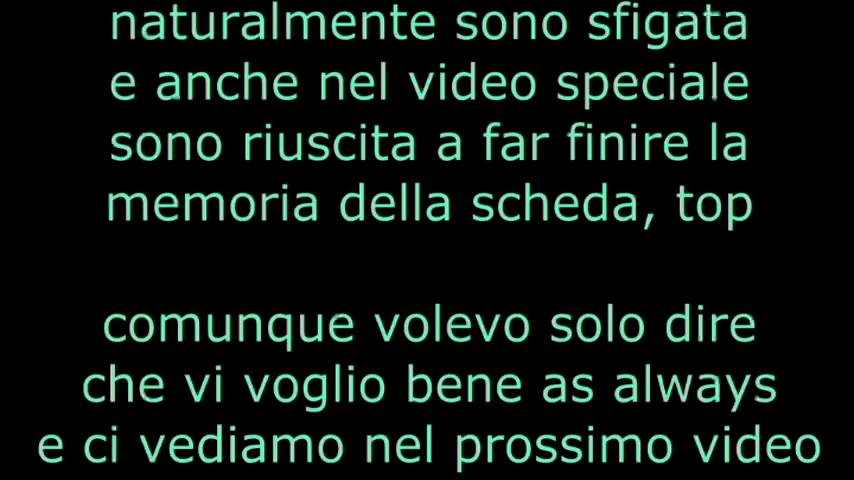 naturalmente sono sfigata
e anche nel video speciale
sono riuscita a far finire la
memoria della scheda, top
comunque volevo solo dire
che vi voglio bene as always
e ci vediamo nel prossimo video